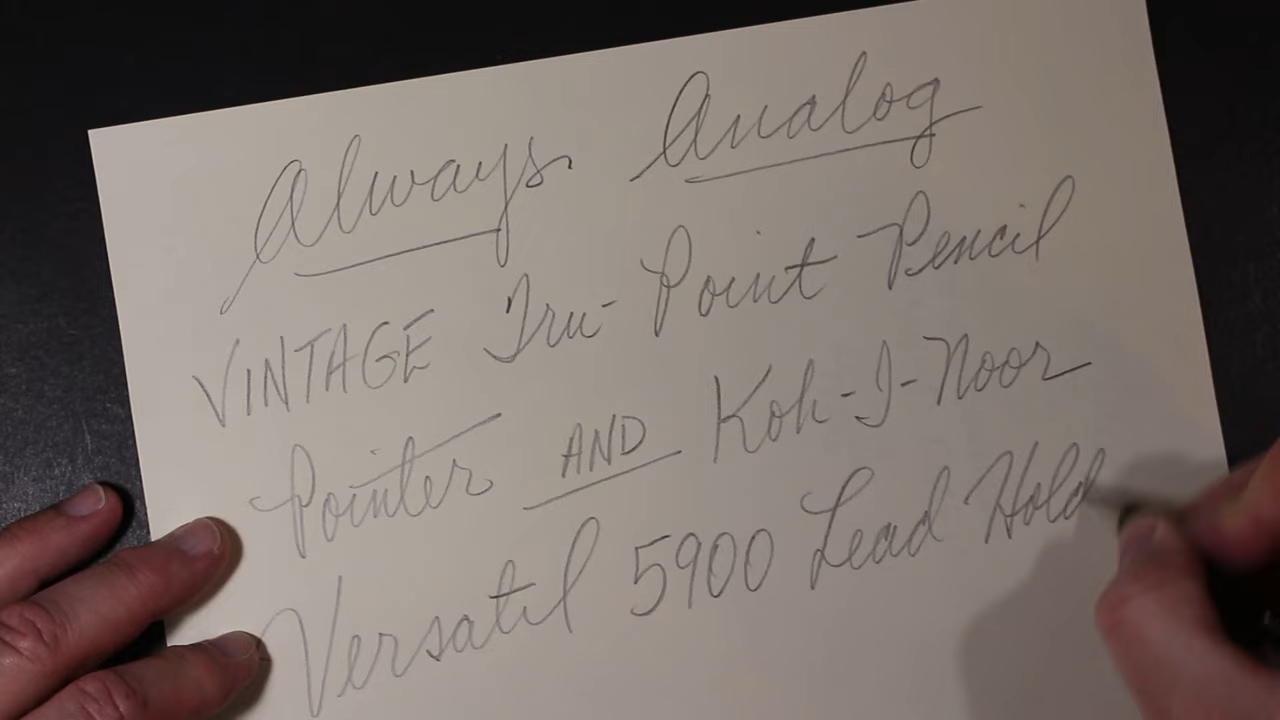 Always Analog
VINTAGE Tru-Point Pencil
Pointer AND Koh-I-Noor
Versatil 5900 Lead Hold